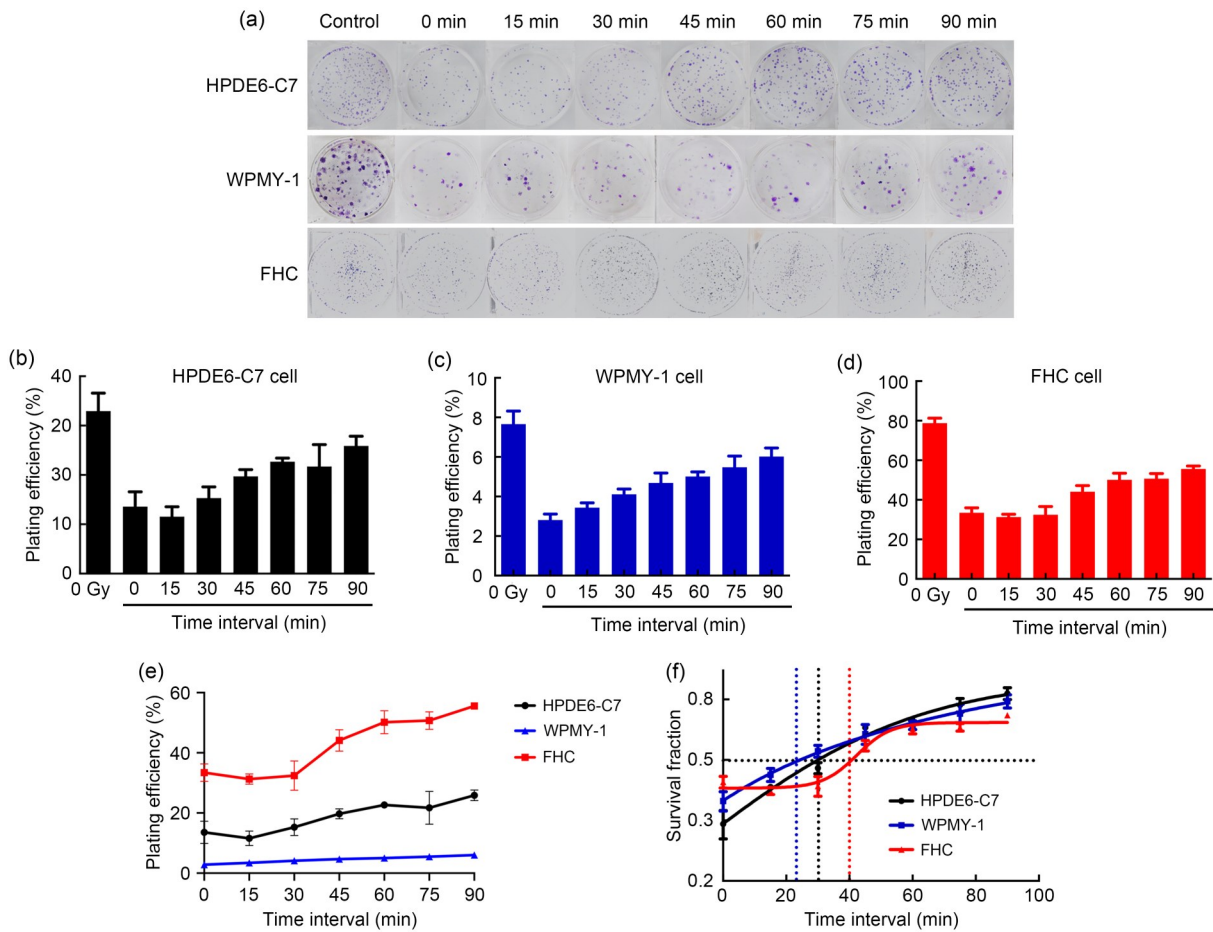 (a) Control 0 min 15 min 30 min 45 min 60 min 75 min 90 min
HPDE6-C7
WPMY-1
FHC
(b) HPDE6-C7 cell
Plating efficiency (%)
40
20
30
10
0
0 Gy 0 15 30 45 60 75 90
Time interval (min)
(c) WPMY-1 cell
Plating efficiency (%)
10
8
6
4
2
0
0 Gy 0 15 30 45 60 75 90
Time interval (min)
(d) FHC cell
Plating efficiency (%)
100
80
60
40
20
0
0 Gy 0 15 30 45 60 75 90
Time interval (min)
(e)
Plating efficiency (%)
60
40
20
0
0 15 30 45 60 75 90
Time interval (min)
HPDE6-C7
WPMY-1
FHC
(f)
Survival fraction
0.8
0.5
0.3
0.2
0 20 40 60 80 100
Time interval (min)
HPDE6-C7
WPMY-1
FHC